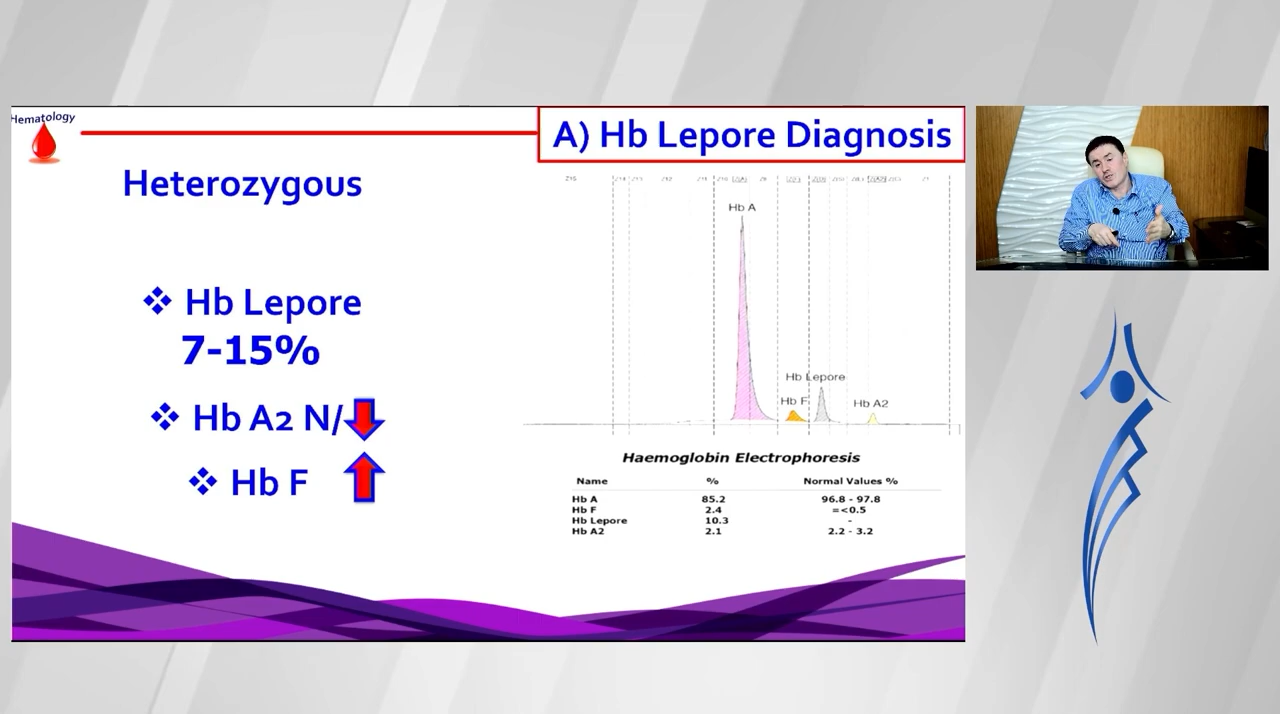 Hematology
A) Hb Lepore Diagnosis
Heterozygous
❖ Hb Lepore
7-15%
❖ Hb A2 N/
❖ Hb F
Hb A
Hb Lepore
Hb F
Hb A2
Haemoglobin Electrophoresis
Name % Normal Values %
Hb A 85.2 96.8 - 97.8
Hb F 2.4 =<0.5
Hb Lepore 10.3 -
Hb A2 2.1 2.2 - 3.2